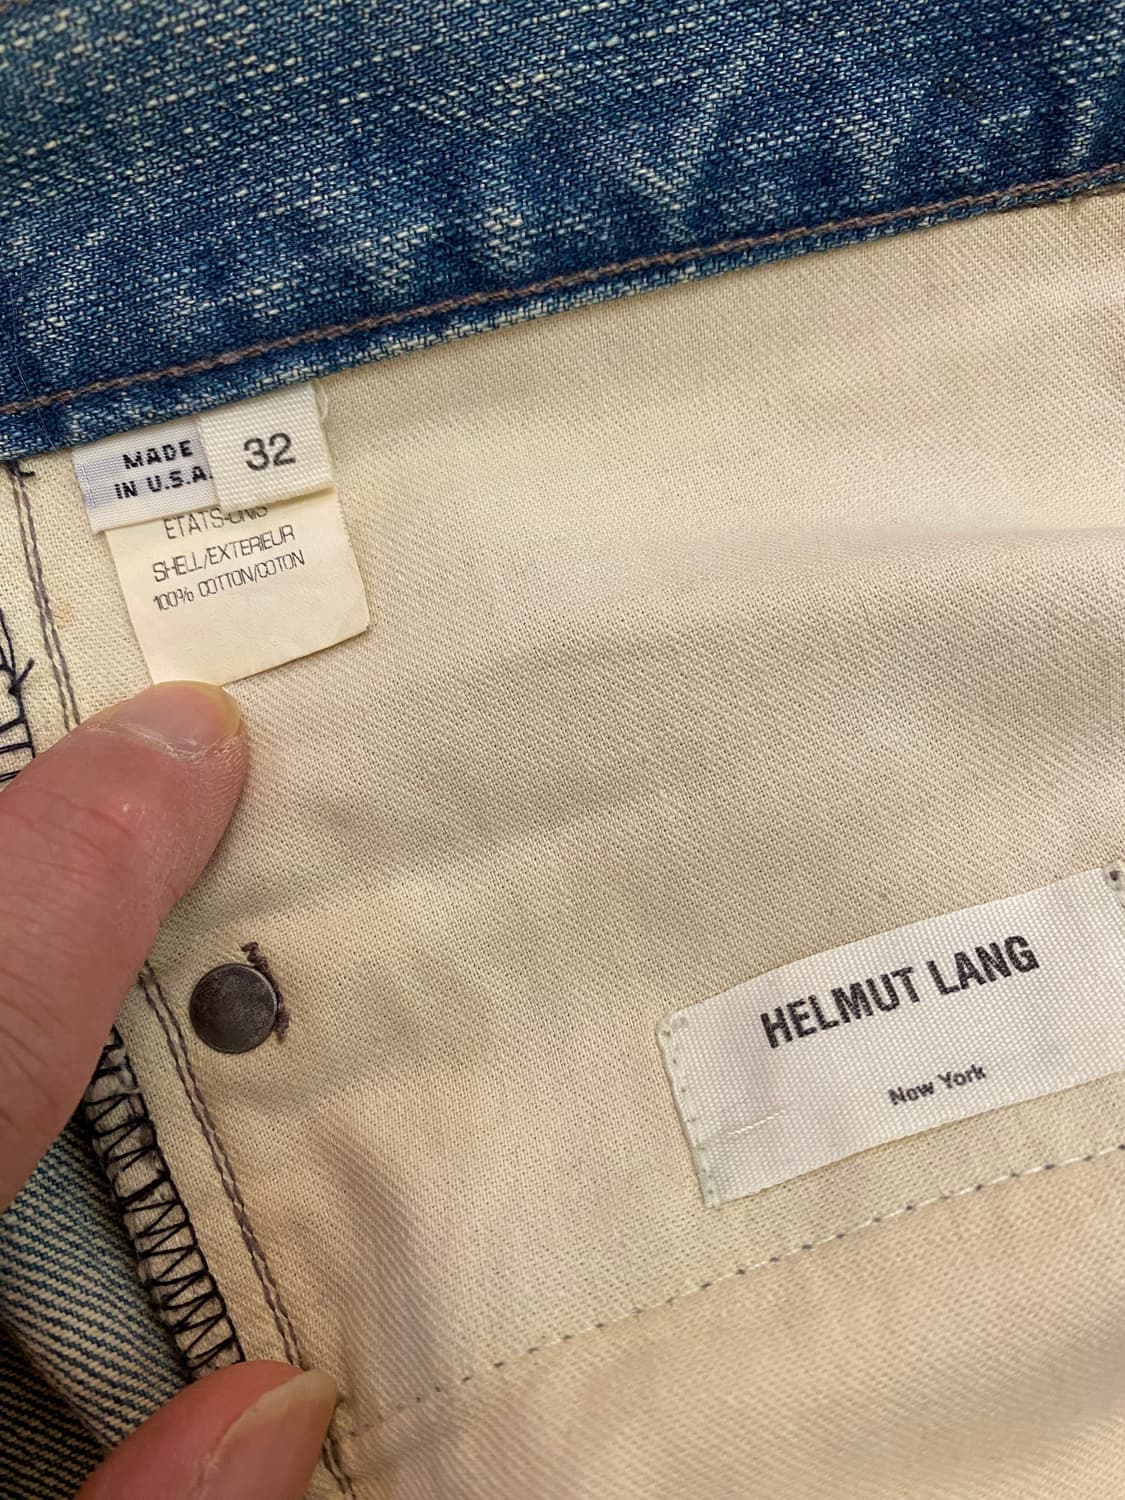 MADE
IN U.S.A.
32
ETATS-UNIS
SHELL/EXTERIEUR
100% COTTON/COTON
HELMUT LANG
New York